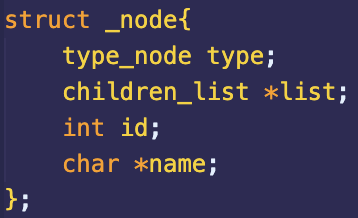 struct _node{
    type_node type;
    children_list *list;
    int id;
    char *name;
};